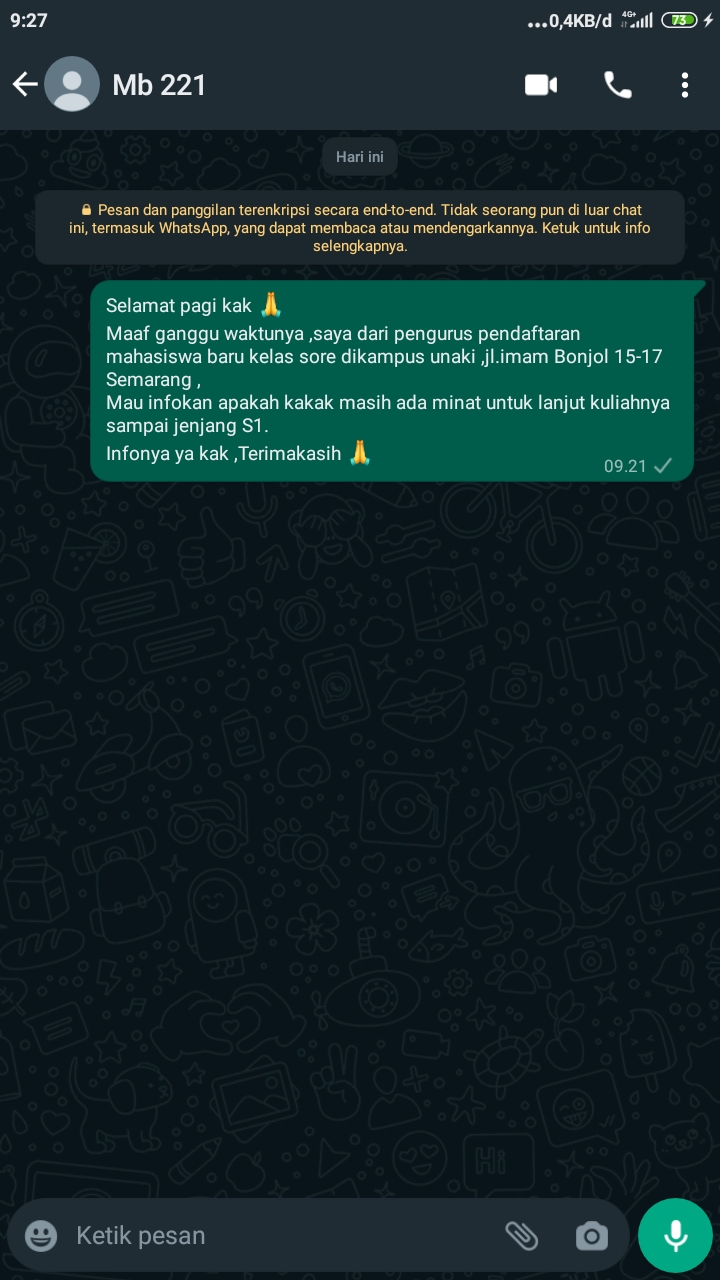 9:27
...0,4KB/d 4G+ 73
Mb 221
Hari ini
Pesan dan panggilan terenkripsi secara end-to-end. Tidak seorang pun di luar chat
ini, termasuk WhatsApp, yang dapat membaca atau mendengarkannya. Ketuk untuk info
selengkapnya.
Selamat pagi kak 🙏
Maaf ganggu waktunya ,saya dari pengurus pendaftaran
mahasiswa baru kelas sore dikampus unaki ,jl.imam Bonjol 15-17
Semarang ,
Mau infokan apakah kakak masih ada minat untuk lanjut kuliahnya
sampai jenjang S1.
Infonya ya kak ,Terimakasih 🙏
09.21
Hi
Ketik pesan